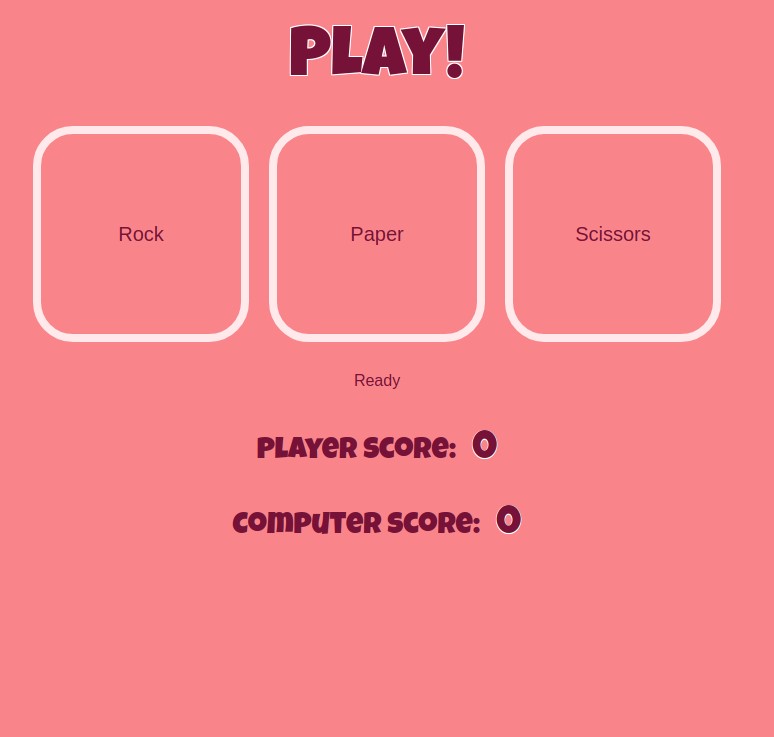 PLAY!
Rock Paper Scissors
Ready
PLAYER SCORE: 0
COMPUTER SCORE: 0